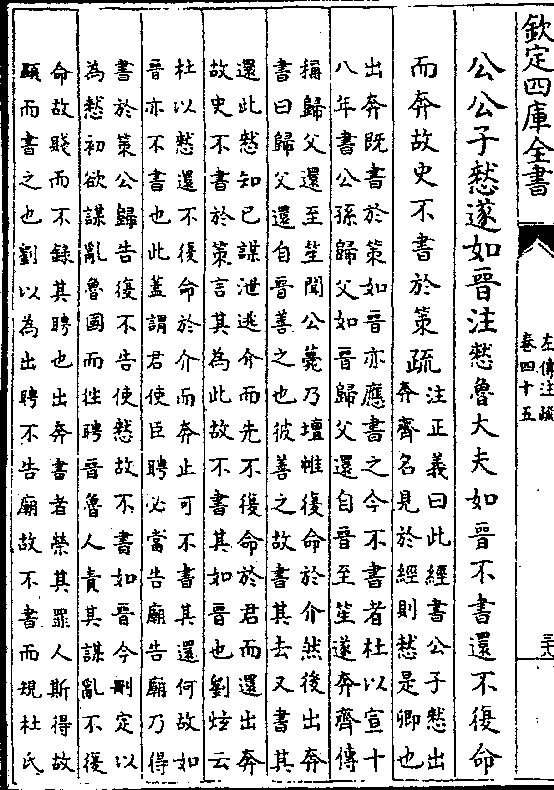 欽定四庫全書
左傳注疏
卷四十五
公公子慭遂如晉注慭魯大夫如晉不書還不復命
而奔故史不書於策疏
注正義曰此經書公子慭出
奔齊名見於經則慭是卿也
出奔既書於策如晉亦應書之今不書者杜以宣十
八年書公孫歸父如晉歸父還自晉至笙遂奔齊傳
稱歸父還至笙聞公薨乃壇帷復命於介然後出奔
書曰歸父還自晉善之也彼善之故書其去又書其
還此慭知已謀泄逃介而先不復命於君而還出奔
故史不書於策言其為此故不書其如晉也劉炫云
杜以慭還不復命於介而奔止可不書其還何故如
晉亦不書也此蓋謂君使臣聘必當告廟告廟乃得
書於策公歸告復不告使慭故不書如晉今刪定以
為慭初欲謀亂魯國而往聘晉魯人責其謀亂不復
命故賤而不錄其聘也出奔書者榮其罪人斯得故
顯而書之也劉以為出聘不告廟故不書而規杜氏